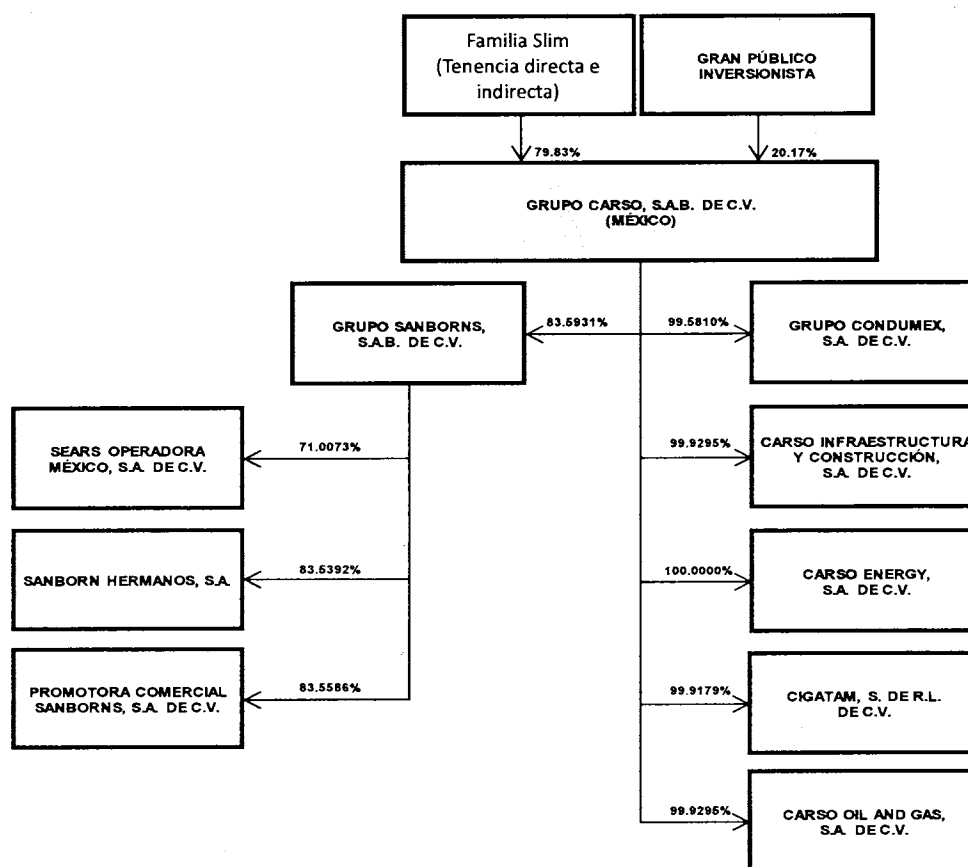 Familia Slim
(Tenencia directa e
indirecta)
GRAN PÚBLICO
INVERSIONISTA
79.83%
20.17%
GRUPO CARSO, S.A.B. DE C.V.
(MÉXICO)
GRUPO SANBORNS,
S.A.B. DE C.V.
83.5931%
99.5810%
GRUPO CONDUMEX,
S.A. DE C.V.
SEARS OPERADORA
MÉXICO, S.A. DE C.V.
71.0073%
99.9295%
CARSO INFRAESTRUCTURA
Y CONSTRUCCIÓN,
S.A. DE C.V.
SANBORN HERMANOS, S.A.
83.5392%
100.0000%
CARSO ENERGY,
S.A. DE C.V.
PROMOTORA COMERCIAL
SANBORNS, S.A. DE C.V.
83.5586%
99.9179%
CIGATAM, S. DE R.L.
DE C.V.
99.9295%
CARSO OIL AND GAS,
S.A. DE C.V.